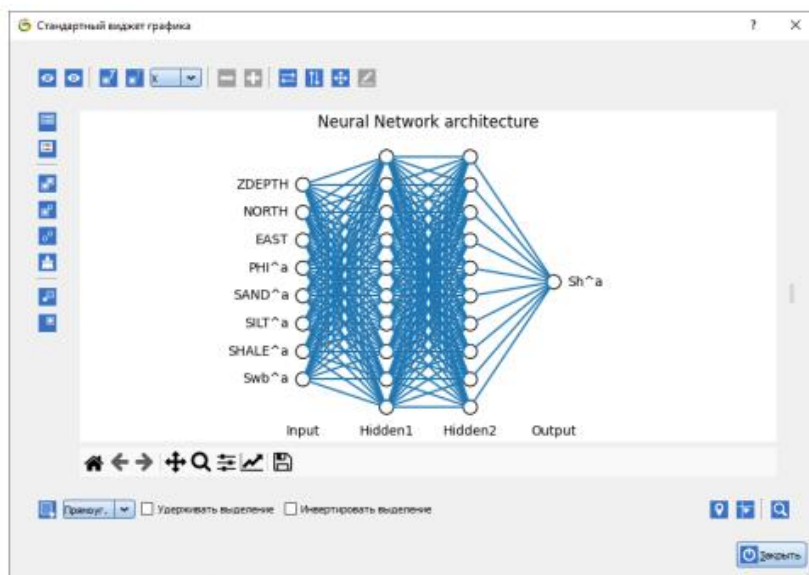 Стандартный виджет графика
X
Neural Network architecture
ZDEPTH
NORTH
EAST
PHI^a
SAND^a
SILT^a
SHALE^a
Swb^a
Sh^a
Input Hidden1 Hidden2 Output
Прямоуг. Удерживать выделение Инвертировать выделение
Закрыть